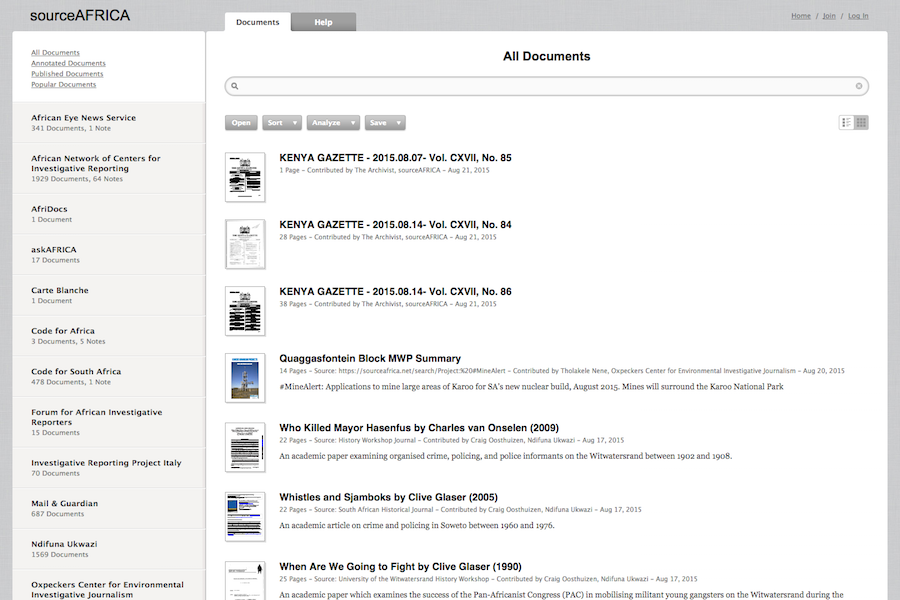 sourceAFRICA
Documents
Help
Home / Join / Log In
All Documents
Annotated Documents
Published Documents
Popular Documents
African Eye News Service
341 Documents, 1 Note
African Network of Centers for
Investigative Reporting
1929 Documents, 64 Notes
AfriDocs
1 Document
askAFRICA
17 Documents
Carte Blanche
1 Document
Code for Africa
3 Documents, 5 Notes
Code for South Africa
478 Documents, 1 Note
Forum for African Investigative
Reporters
15 Documents
Investigative Reporting Project Italy
70 Documents
Mail & Guardian
687 Documents
Ndifuna Ukwazi
1569 Documents
Oxpeckers Center for Environmental
Investigative Journalism
All Documents
Open
Sort
Analyze
Save
KENYA GAZETTE - 2015.08.07- Vol. CXVII, No. 85
1 Page – Contributed by The Archivist, sourceAFRICA – Aug 21, 2015
KENYA GAZETTE - 2015.08.14- Vol. CXVII, No. 84
28 Pages – Contributed by The Archivist, sourceAFRICA – Aug 21, 2015
KENYA GAZETTE - 2015.08.14- Vol. CXVII, No. 86
38 Pages – Contributed by The Archivist, sourceAFRICA – Aug 21, 2015
Quaggasfontein Block MWP Summary
14 Pages – Source: https://sourceafrica.net/search/Project:%20#MineAlert – Contributed by Tholakele Nene, Oxpeckers Center for Environmental Investigative Journalism – Aug 20, 2015
#MineAlert: Applications to mine large areas of Karoo for SA's new nuclear build, August 2015. Mines will surround the Karoo National Park
Who Killed Mayor Hasenfus by Charles van Onselen (2009)
22 Pages – Source: History Workshop Journal – Contributed by Craig Oosthuizen, Ndifuna Ukwazi – Aug 17, 2015
An academic paper examining organised crime, policing, and police informants on the Witwatersrand between 1902 and 1908.
Whistles and Sjamboks by Clive Glaser (2005)
22 Pages – Source: South African Historical Journal – Contributed by Craig Oosthuizen, Ndifuna Ukwazi – Aug 17, 2015
An academic article on crime and policing in Soweto between 1960 and 1976.
When Are We Going to Fight by Clive Glaser (1990)
25 Pages – Source: University of the Witwatersrand History Workshop – Contributed by Craig Oosthuizen, Ndifuna Ukwazi – Aug 17, 2015
An academic paper which examines the success of the Pan-Africanist Congress (PAC) in mobilising militant young gangsters on the Witwatersrand during the